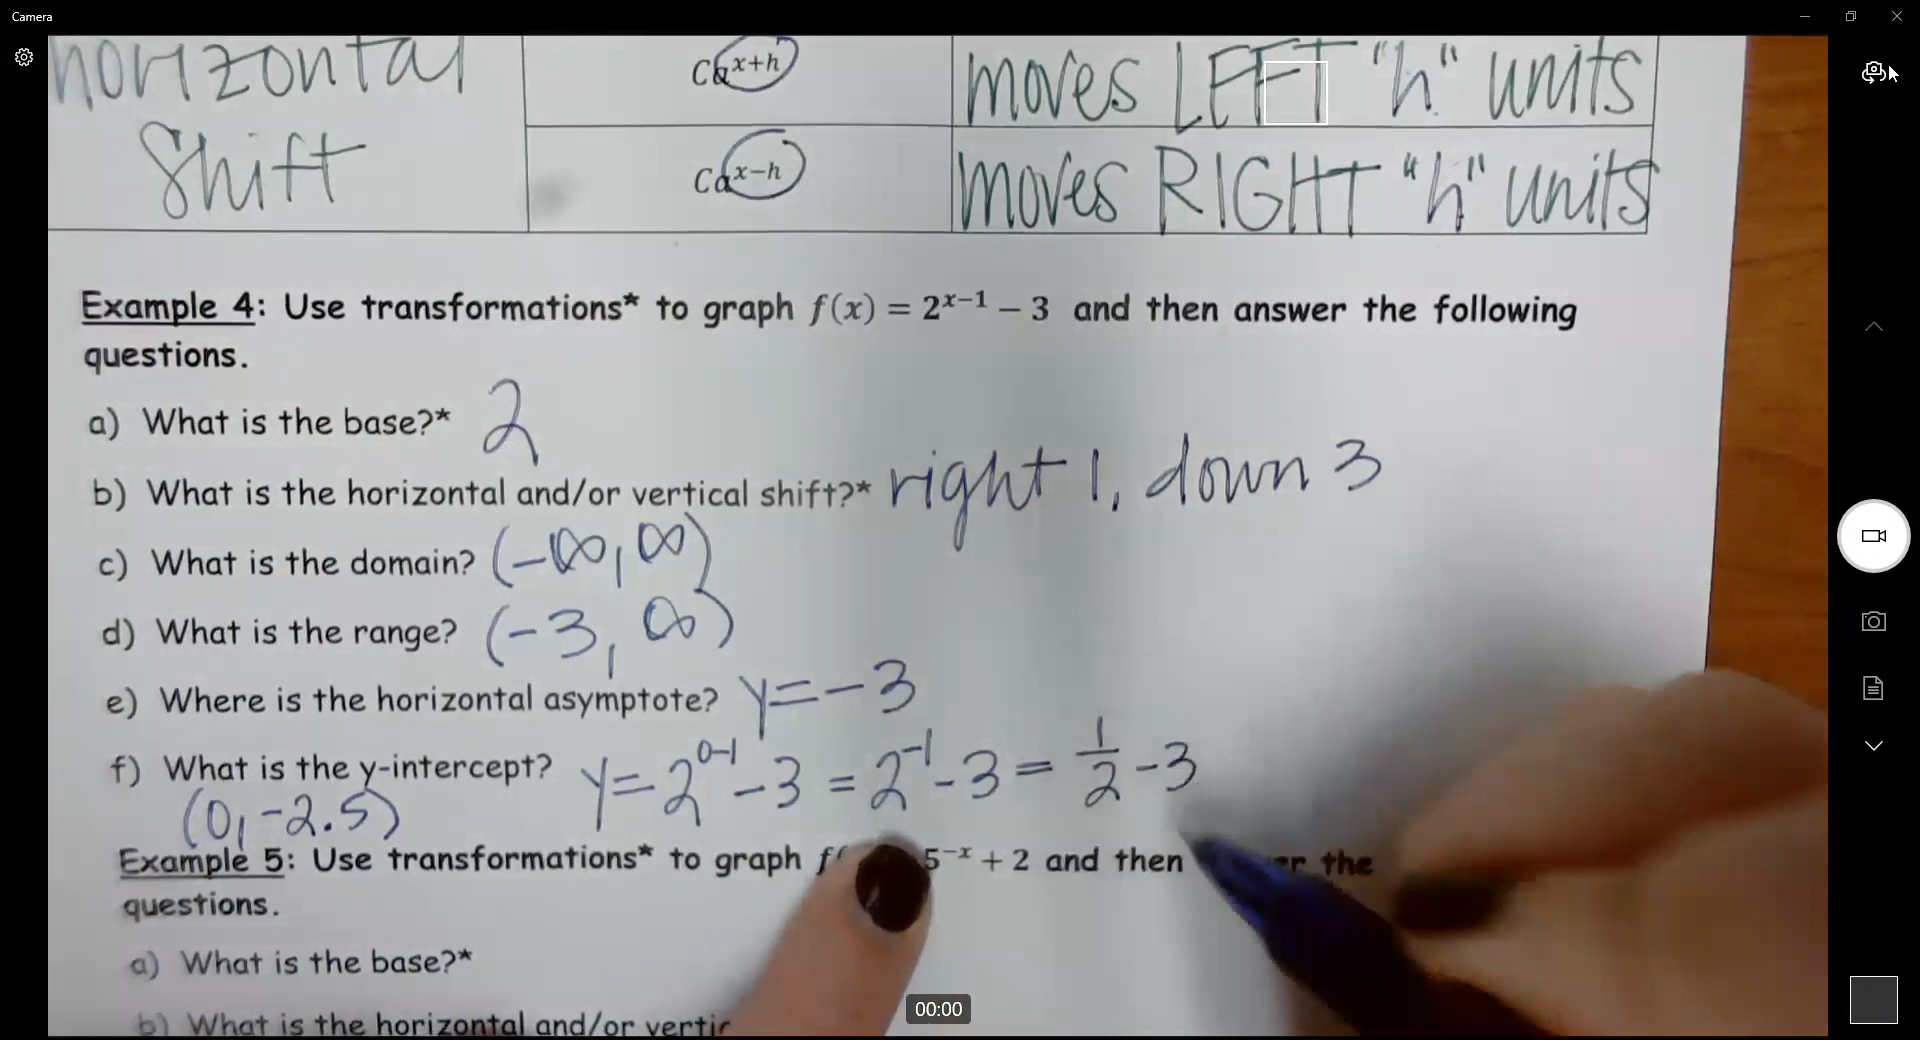 Camera
horizontal
Shift
Ca^{x+h}
moves LEFT "h" units
Ca^{x-h}
moves RIGHT "h" units
Example 4: Use transformations* to graph f(x) = 2^{x-1} - 3 and then answer the following
questions.
a) What is the base?* 2
b) What is the horizontal and/or vertical shift?* right 1, down 3
c) What is the domain? (-∞, ∞)
d) What is the range? (-3, ∞)
e) Where is the horizontal asymptote? y=-3
f) What is the y-intercept? y=2^{0-1}-3 = 2^{-1}-3 = 1/2 -3
(0, -2.5)
Example 5: Use transformations* to graph 5^{-x} + 2 and then the
questions.
a) What is the base?*
b) What is the horizontal and/or
00:00